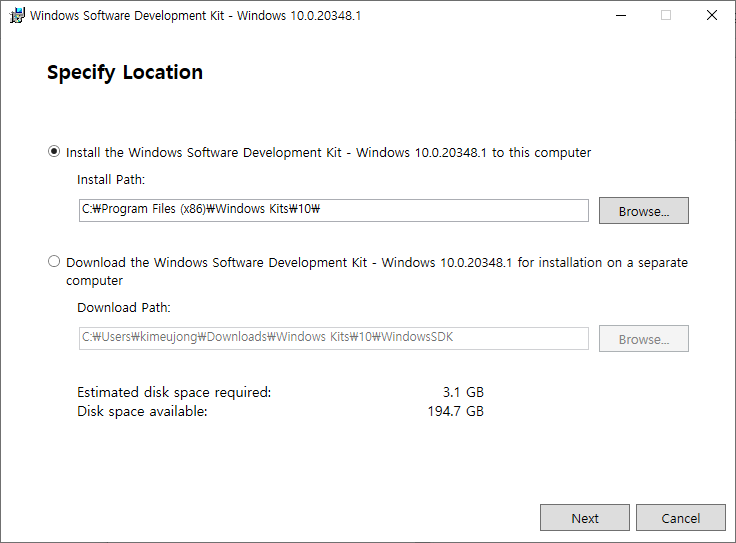 Windows Software Development Kit - Windows 10.0.20348.1
Specify Location
Install the Windows Software Development Kit - Windows 10.0.20348.1 to this computer
Install Path:
C:₩Program Files (x86)₩Windows Kits₩10₩
Browse...
Download the Windows Software Development Kit - Windows 10.0.20348.1 for installation on a separate
computer
Download Path:
C:₩Users₩kimeujong₩Downloads₩Windows Kits₩10₩WindowsSDK
Browse...
Estimated disk space required: 3.1 GB
Disk space available: 194.7 GB
Next Cancel